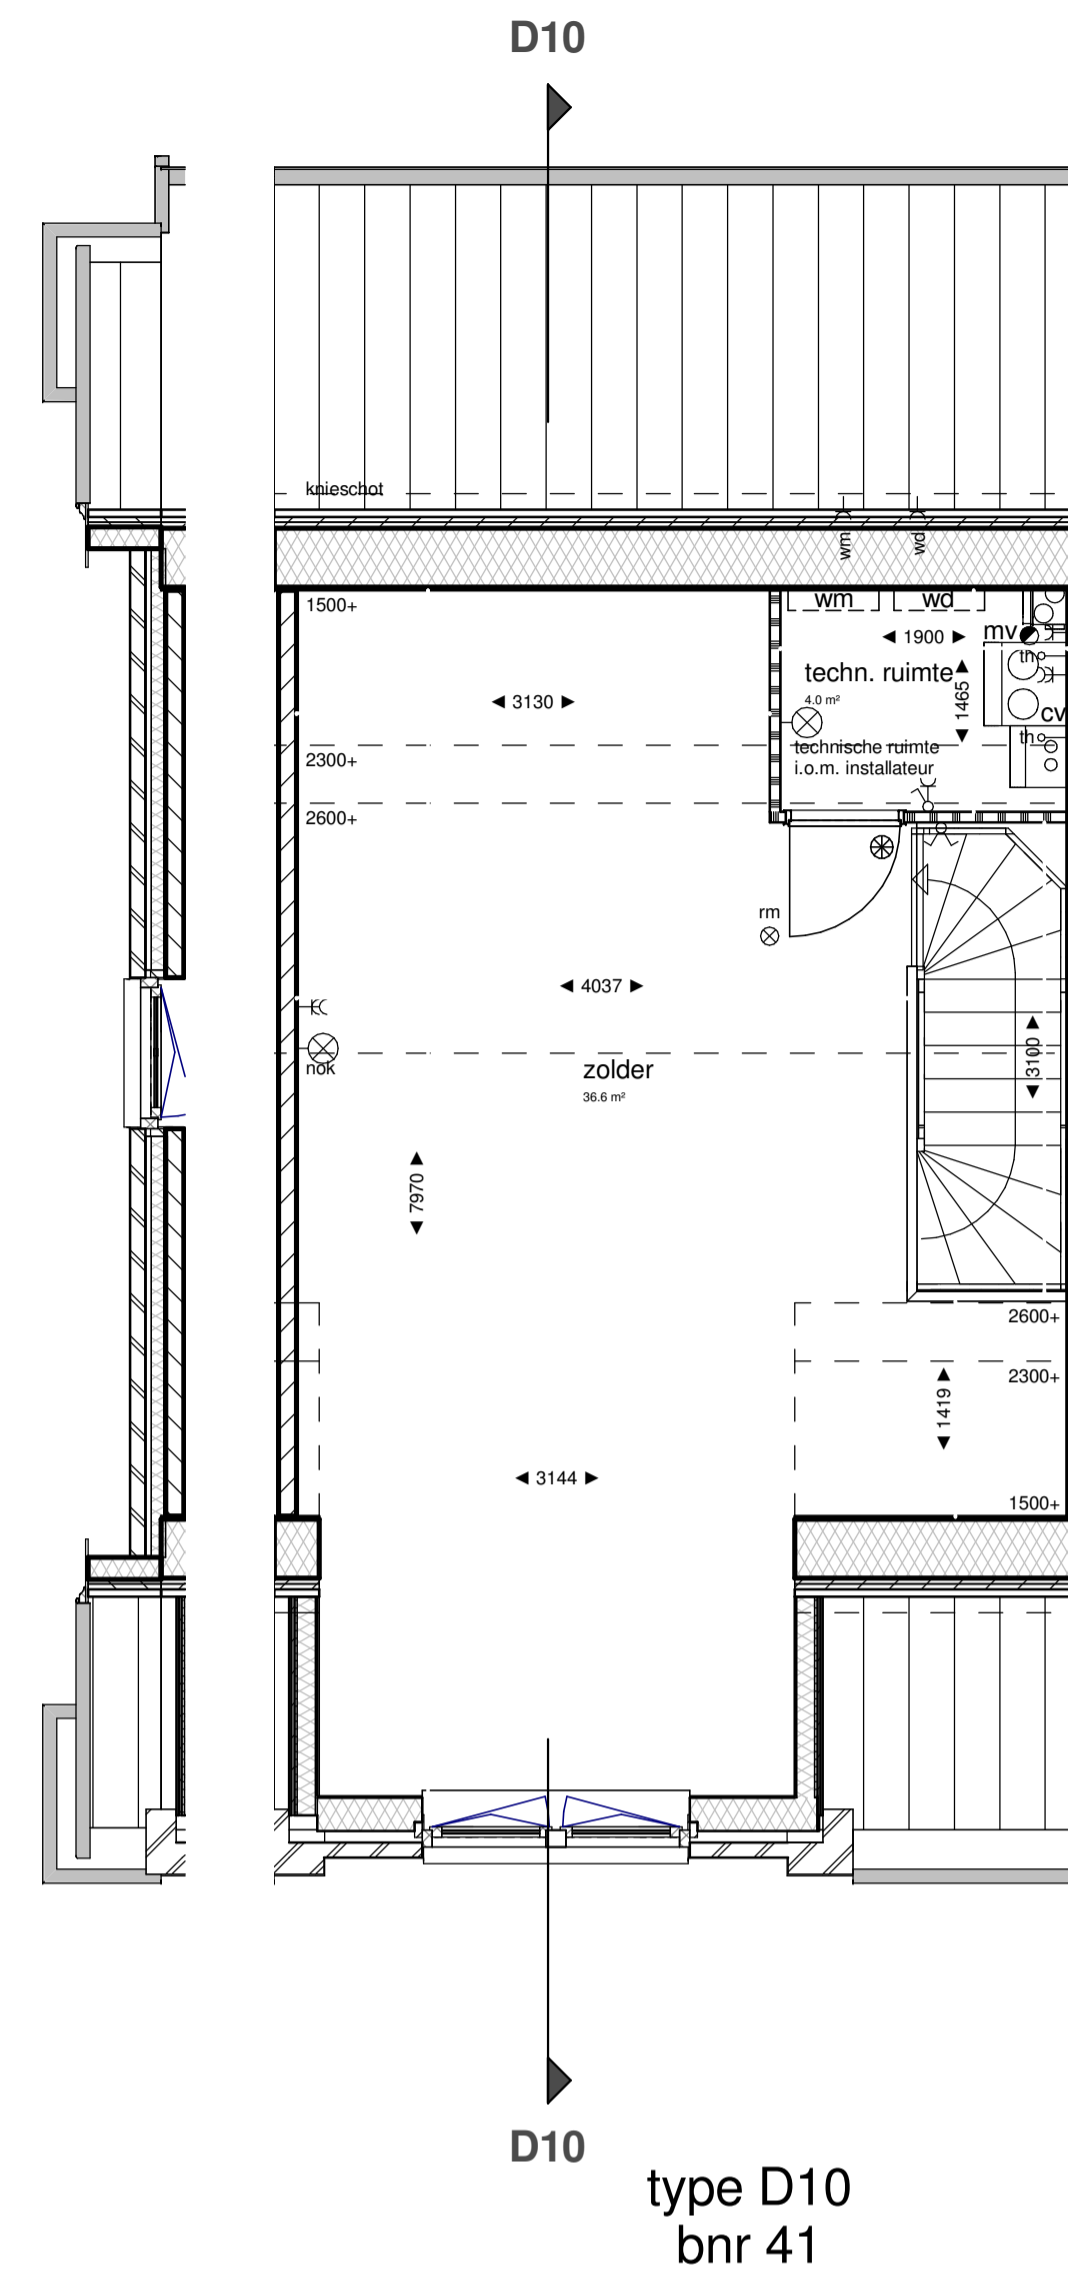 D10
knieschot
wm
wd
1500+
wm
wd
1900
mv
th
techn. ruimte
4.0 m²
1465
3130
cv
th
2300+
technische ruimte
i.o.m. installateur
2600+
rm
4037
nok
zolder
36.6 m²
3100
7970
2600+
2300+
1419
3144
1500+
D10
type D10
bnr 41